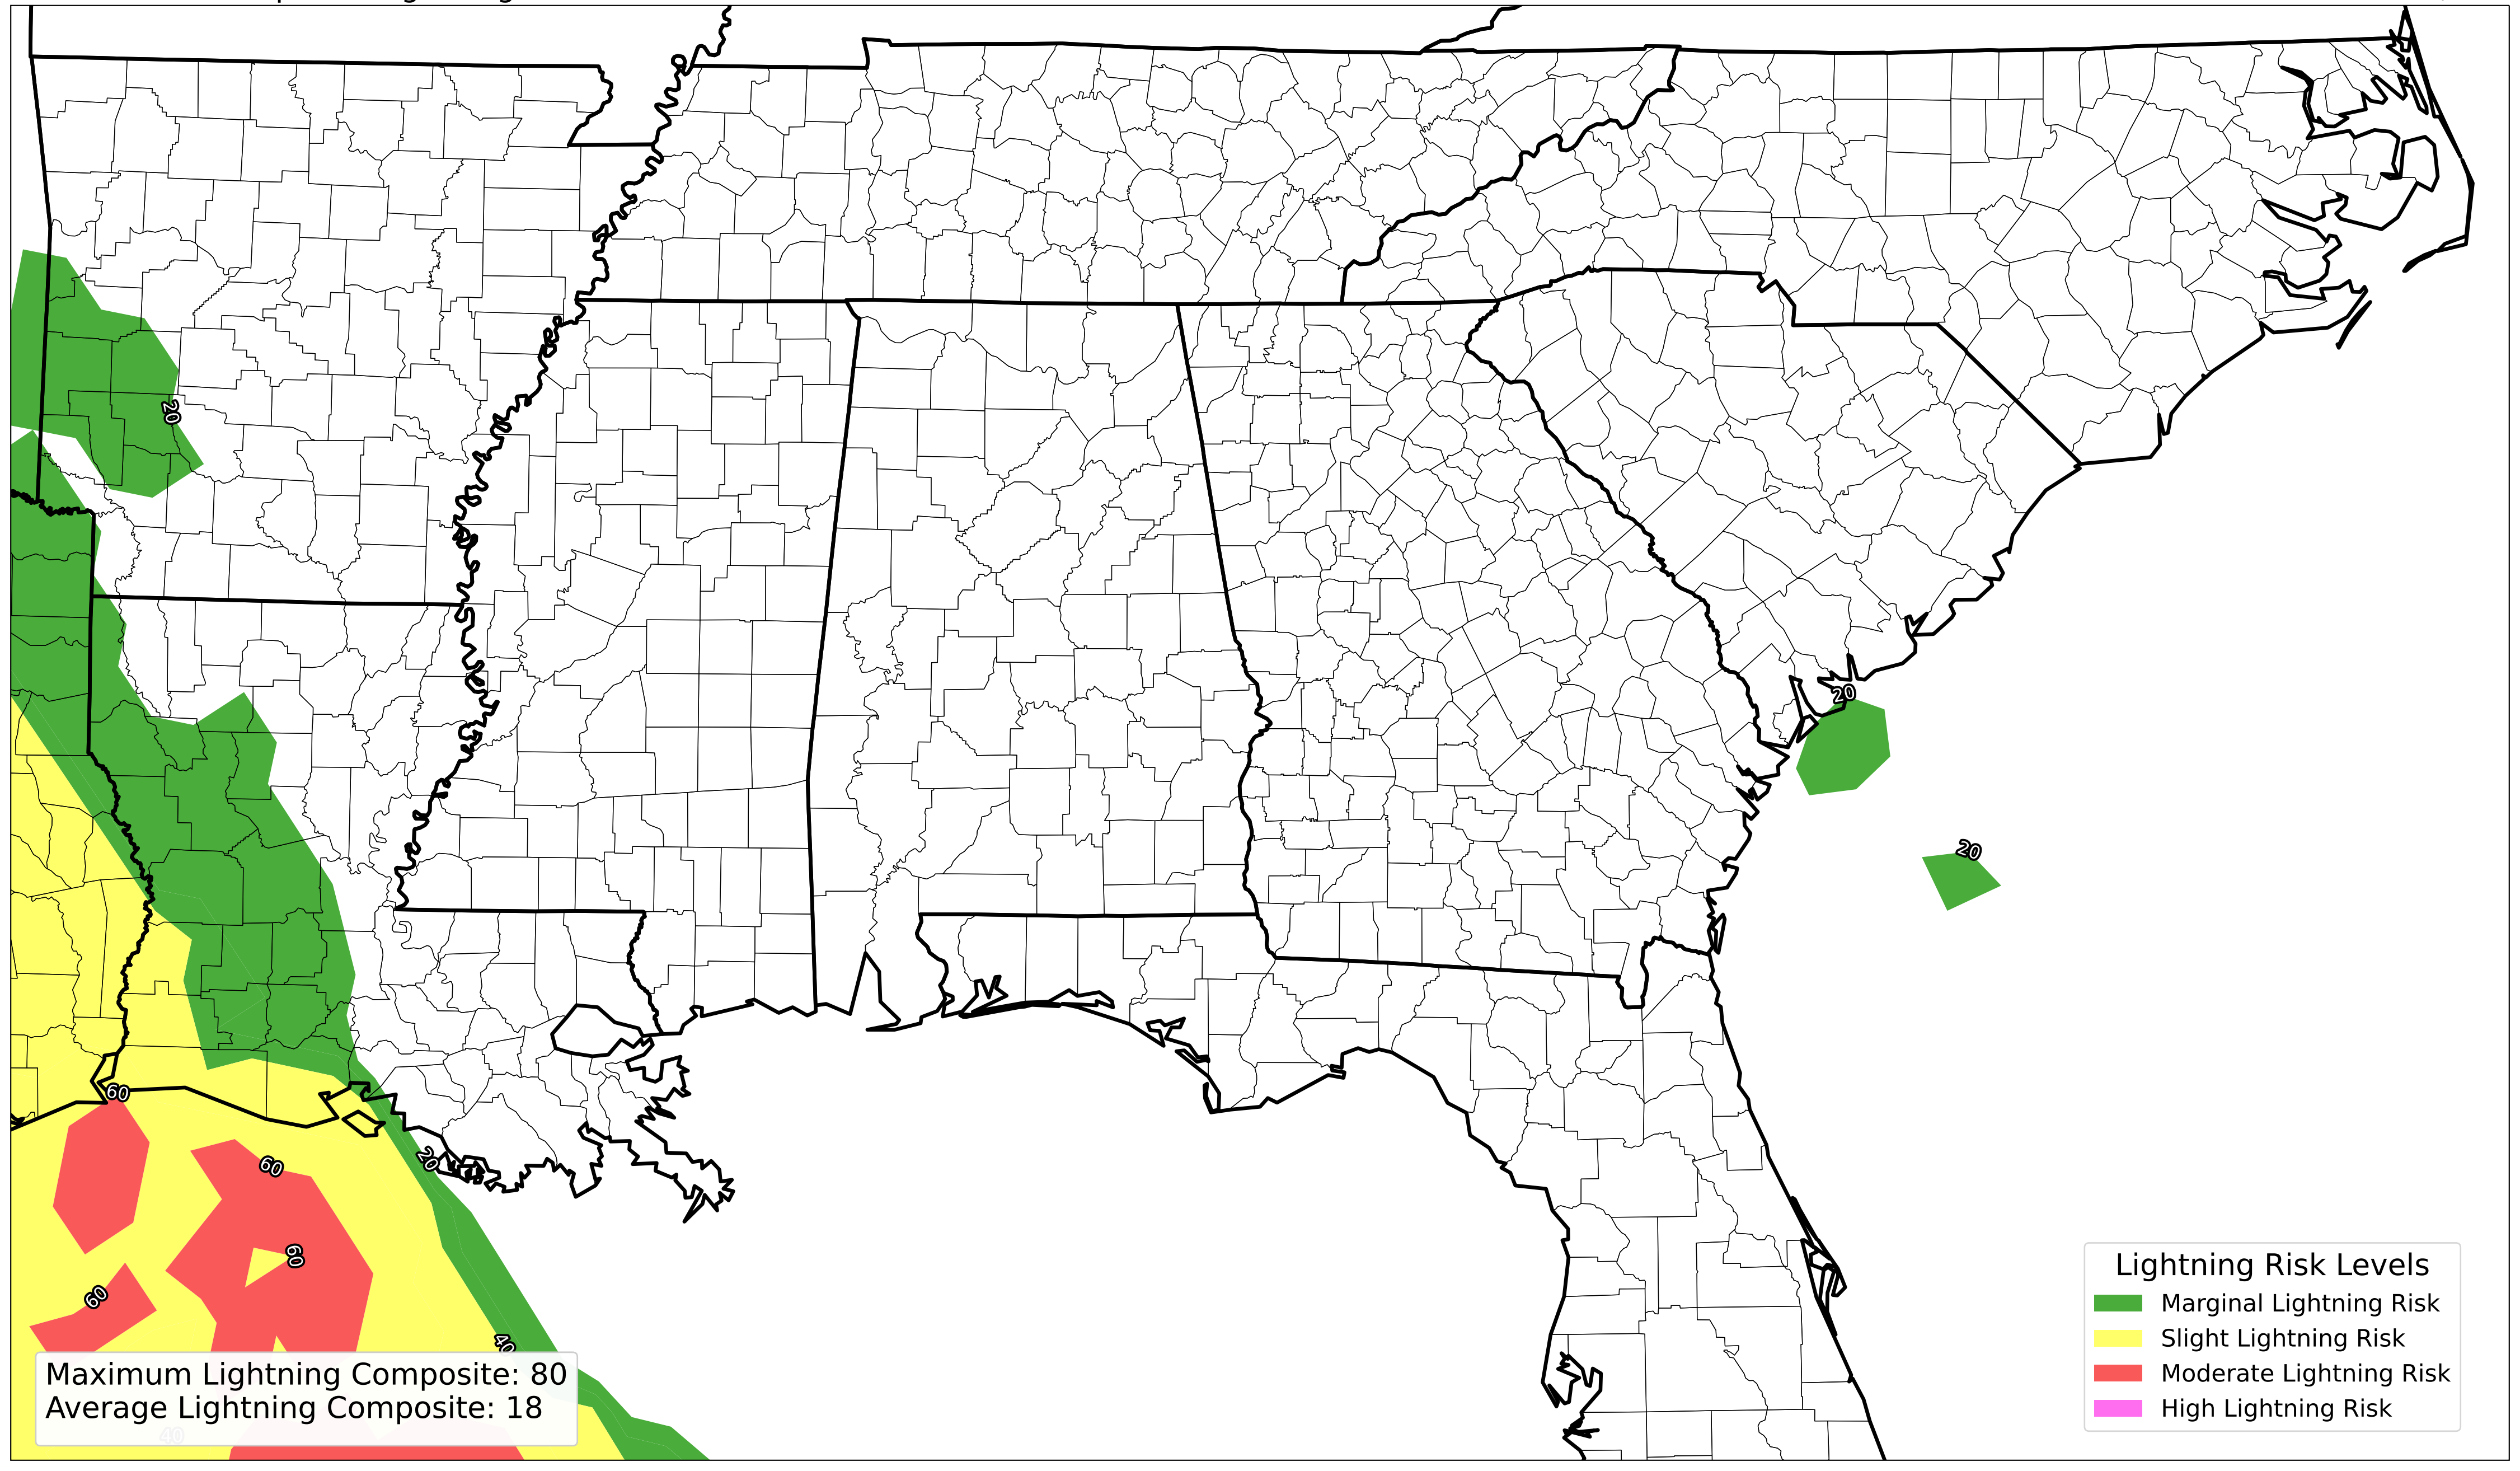 20
20
20
60
20
60
60
60
40
Maximum Lightning Composite: 80
Average Lightning Composite: 18
40
Lightning Risk Levels
Marginal Lightning Risk
Slight Lightning Risk
Moderate Lightning Risk
High Lightning Risk